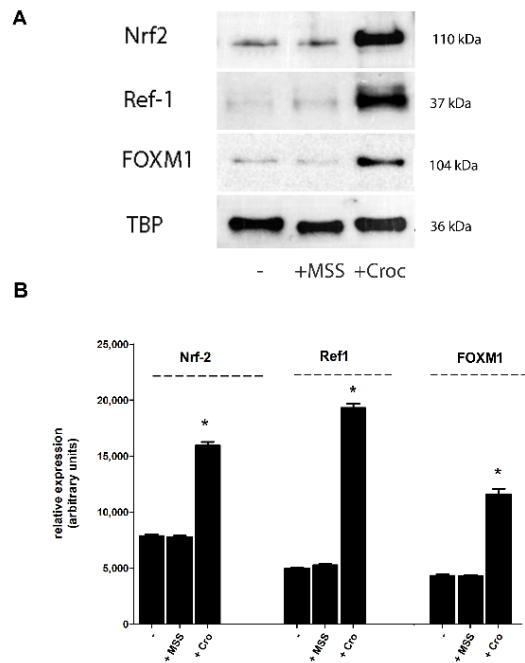 A
Nrf2
110 kDa
Ref-1
37 kDa
FOXM1
104 kDa
TBP
36 kDa
- +MSS +Croc
B
25,000
20,000
15,000
10,000
5,000
0
relative expression
(arbitrary units)
Nrf-2
Ref1
FOXM1
*
*
*
- + MSS + Cro
- + MSS + Cro
- + MSS + Cro